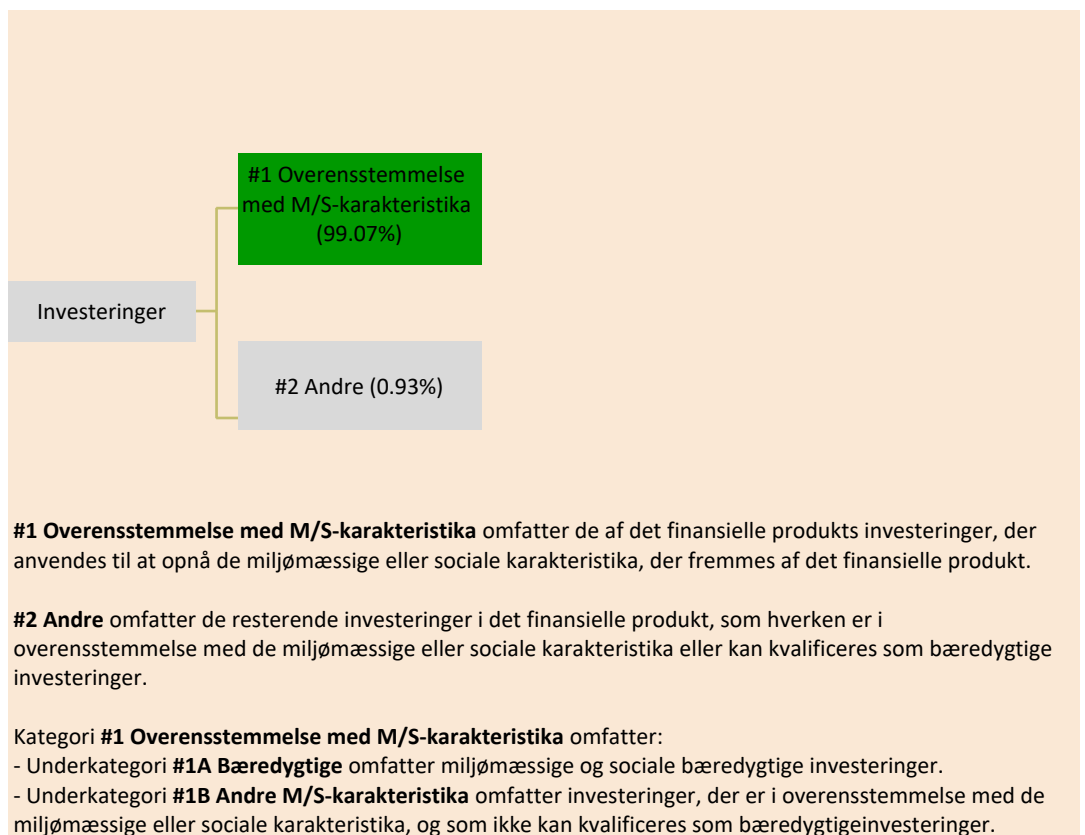 #1 Overensstemmelse
med M/S-karakteristika
(99.07%)
Investeringer
#2 Andre (0.93%)
#1 Overensstemmelse med M/S-karakteristika omfatter de af det finansielle produkts investeringer, der
anvendes til at opnå de miljømæssige eller sociale karakteristika, der fremmes af det finansielle produkt.
#2 Andre omfatter de resterende investeringer i det finansielle produkt, som hverken er i
overensstemmelse med de miljømæssige eller sociale karakteristika eller kan kvalificeres som bæredygtige
investeringer.
Kategori #1 Overensstemmelse med M/S-karakteristika omfatter:
- Underkategori #1A Bæredygtige omfatter miljømæssige og sociale bæredygtige investeringer.
- Underkategori #1B Andre M/S-karakteristika omfatter investeringer, der er i overensstemmelse med de
miljømæssige eller sociale karakteristika, og som ikke kan kvalificeres som bæredygtigeinvesteringer.